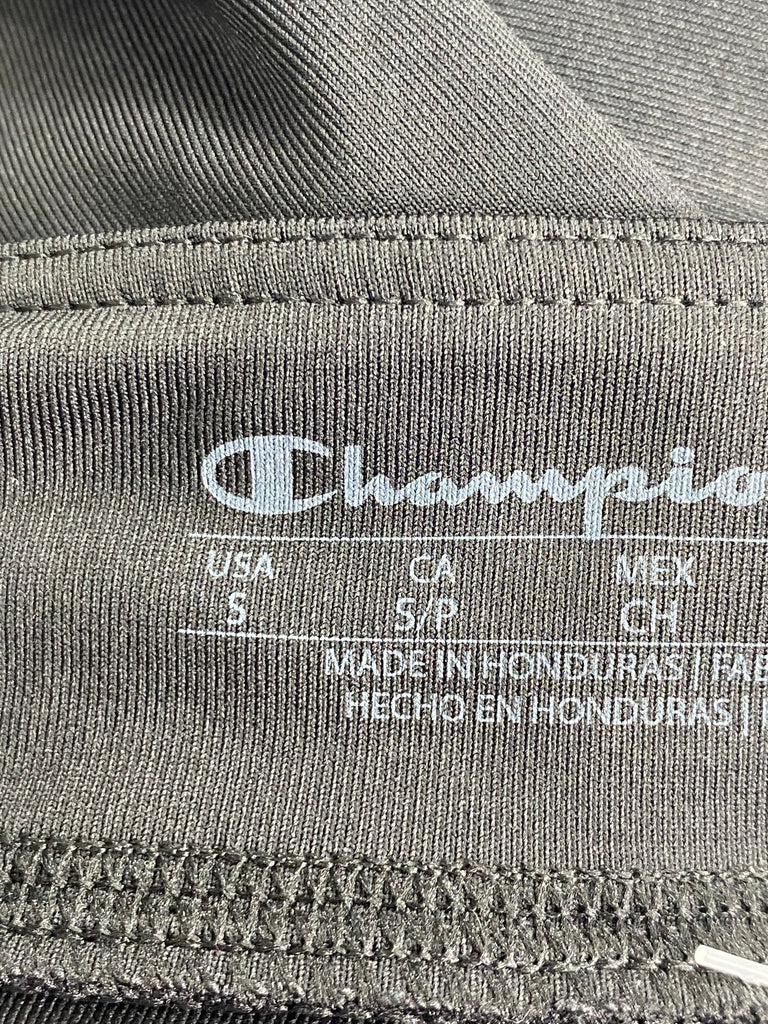 Champio
USA CA MEX
S S/P CH
MADE IN HONDURAS | FAB
HECHO EN HONDURAS |